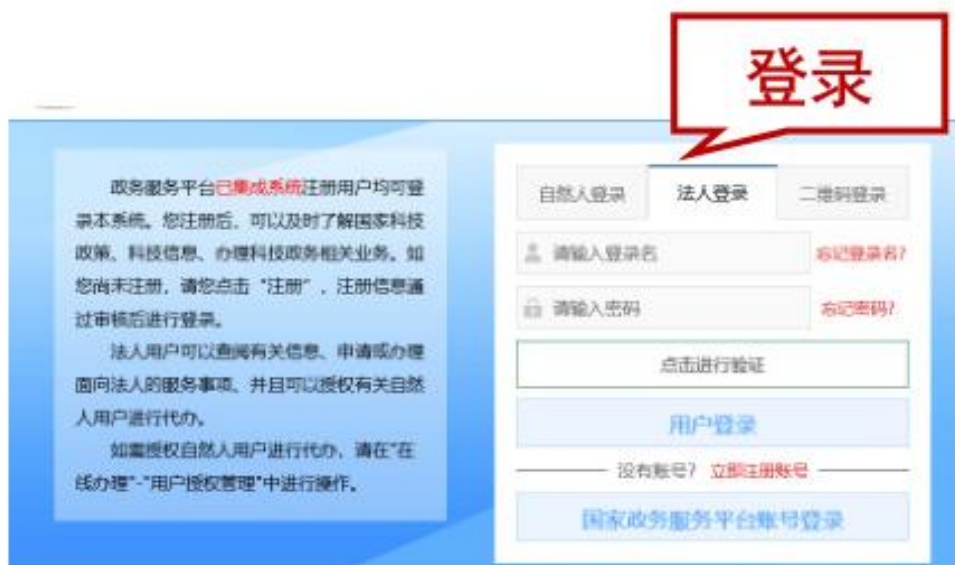 登录
政务服务平台已集成系统注册用户均可登
录本系统。您注册后，可以及时了解国家科技
政策、科技信息、办理科技政务相关业务。如
您尚未注册，请您点击“注册”，注册信息通
过审核后进行登录。
法人用户可以查阅有关信息、申请或办理
面向法人的服务事项、并且可以授权有关自然
人用户进行代办。
如需授权自然人用户进行代办，请在"在
线办理"-"用户授权管理"中进行操作。
自然人登录 法人登录 二维码登录
请输入登录名 忘记登录名?
请输入密码 忘记密码?
点击进行验证
用户登录
没有账号? 立即注册账号
国家政务服务平台账号登录